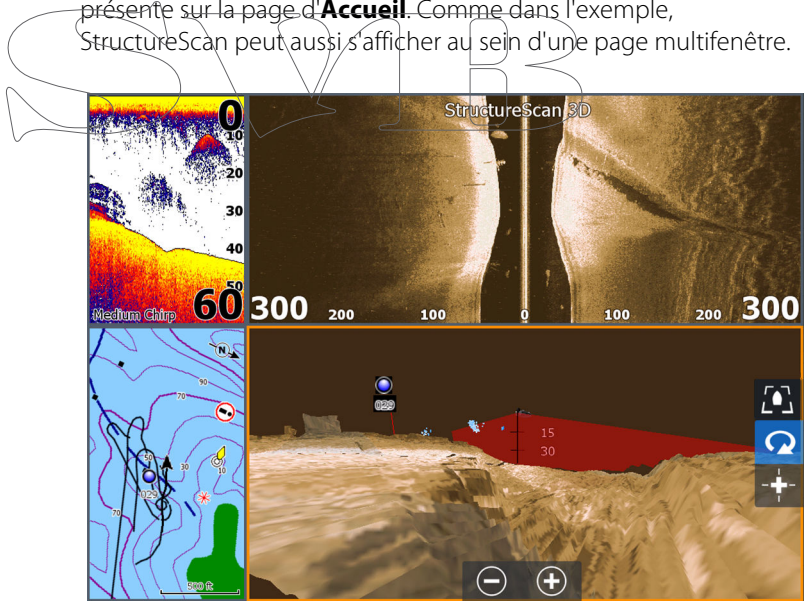 présente sur la page d'Accueil. Comme dans l'exemple,
StructureScan peut aussi s'afficher au sein d'une page multifenêtre.
SVB
StructureScan 3D
0
10
20
30
40
50
60
Medium Chirp
300 200 100 0 100 200 300
N
90
70
50
30
10
029
70
500 ft
029
15
30